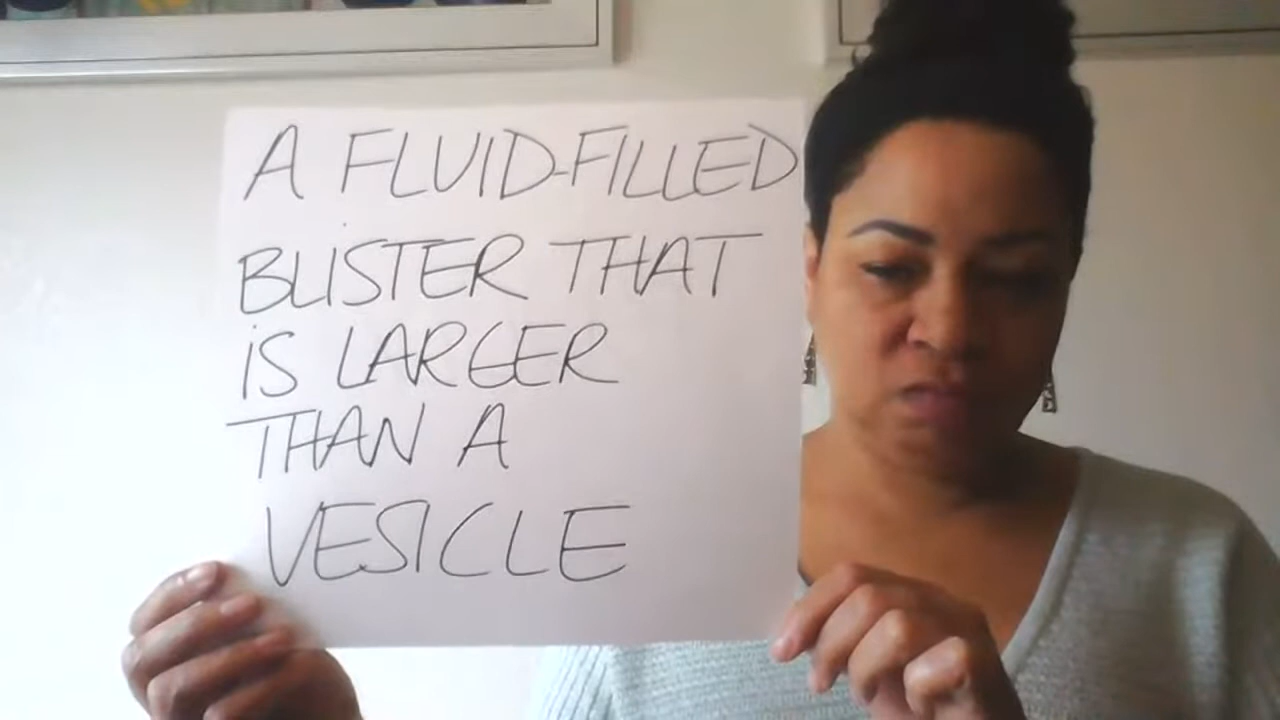 A FLUID-FILLED
BLISTER THAT
iS LARGER
THAN A
VESICLE